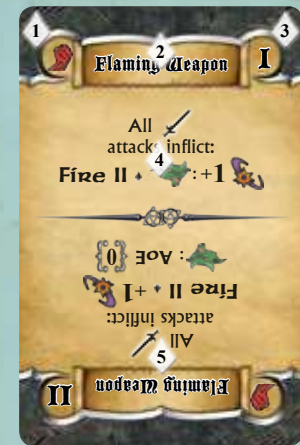 1 2 3
Flaming Weapon I
All
attacks inflict:
4
Fire II : +1
{0} AoE :
Fire II +1
attacks inflict:
All
5
II Flaming Weapon